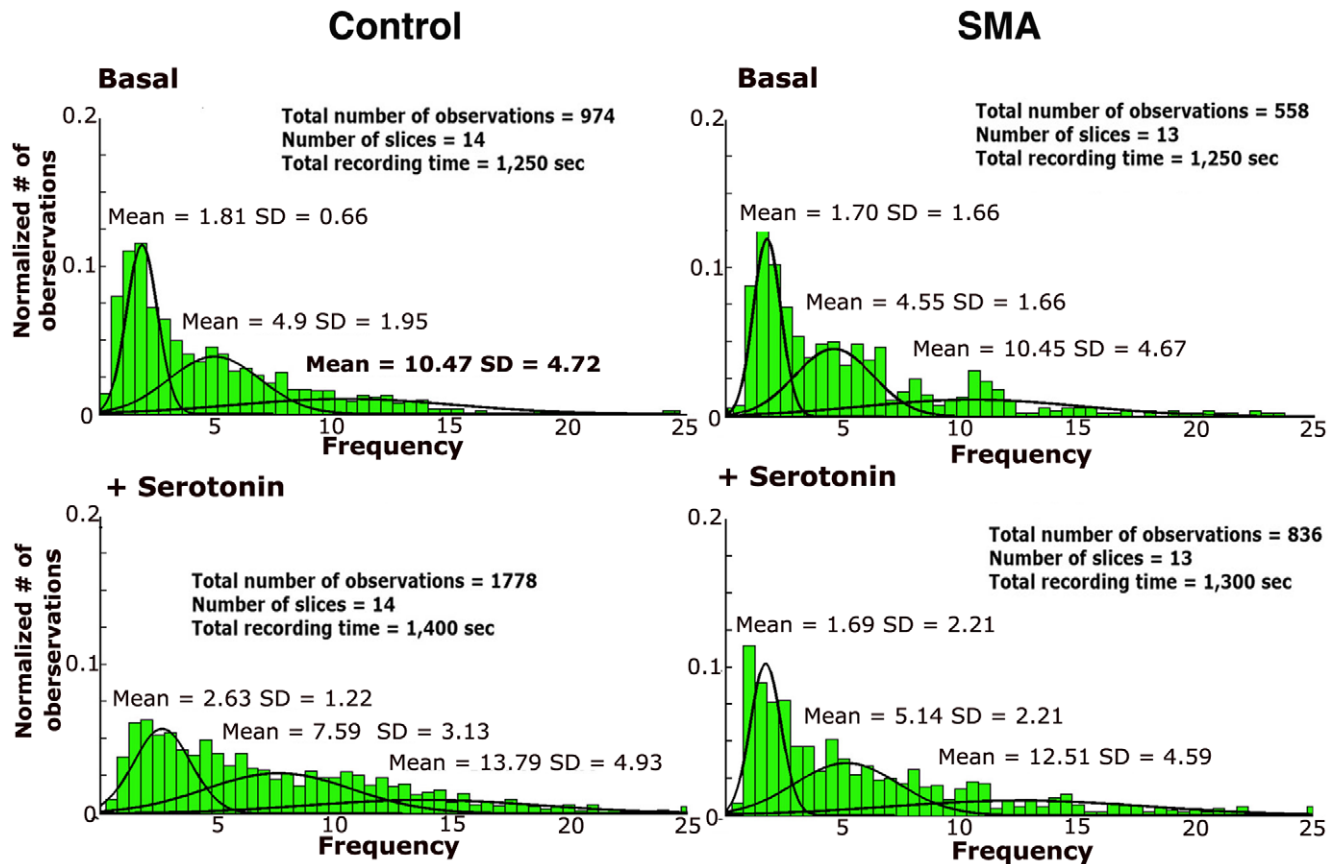 Control
SMA
Basal
Total number of observations = 974
Number of slices = 14
Total recording time = 1,250 sec
Normalized # of
oberservations
0.2
0.1
0
Mean = 1.81 SD = 0.66
Mean = 4.9 SD = 1.95
Mean = 10.47 SD = 4.72
5
10
15
20
25
Frequency
Basal
Total number of observations = 558
Number of slices = 13
Total recording time = 1,250 sec
0.2
0.1
0
Mean = 1.70 SD = 1.66
Mean = 4.55 SD = 1.66
Mean = 10.45 SD = 4.67
5
10
15
20
25
Frequency
+ Serotonin
Total number of observations = 1778
Number of slices = 14
Total recording time = 1,400 sec
Normalized # of
oberservations
0.2
0.1
0
Mean = 2.63 SD = 1.22
Mean = 7.59 SD = 3.13
Mean = 13.79 SD = 4.93
5
10
15
20
25
Frequency
+ Serotonin
Total number of observations = 836
Number of slices = 13
Total recording time = 1,300 sec
0.2
0.1
0
Mean = 1.69 SD = 2.21
Mean = 5.14 SD = 2.21
Mean = 12.51 SD = 4.59
5
10
15
20
25
Frequency